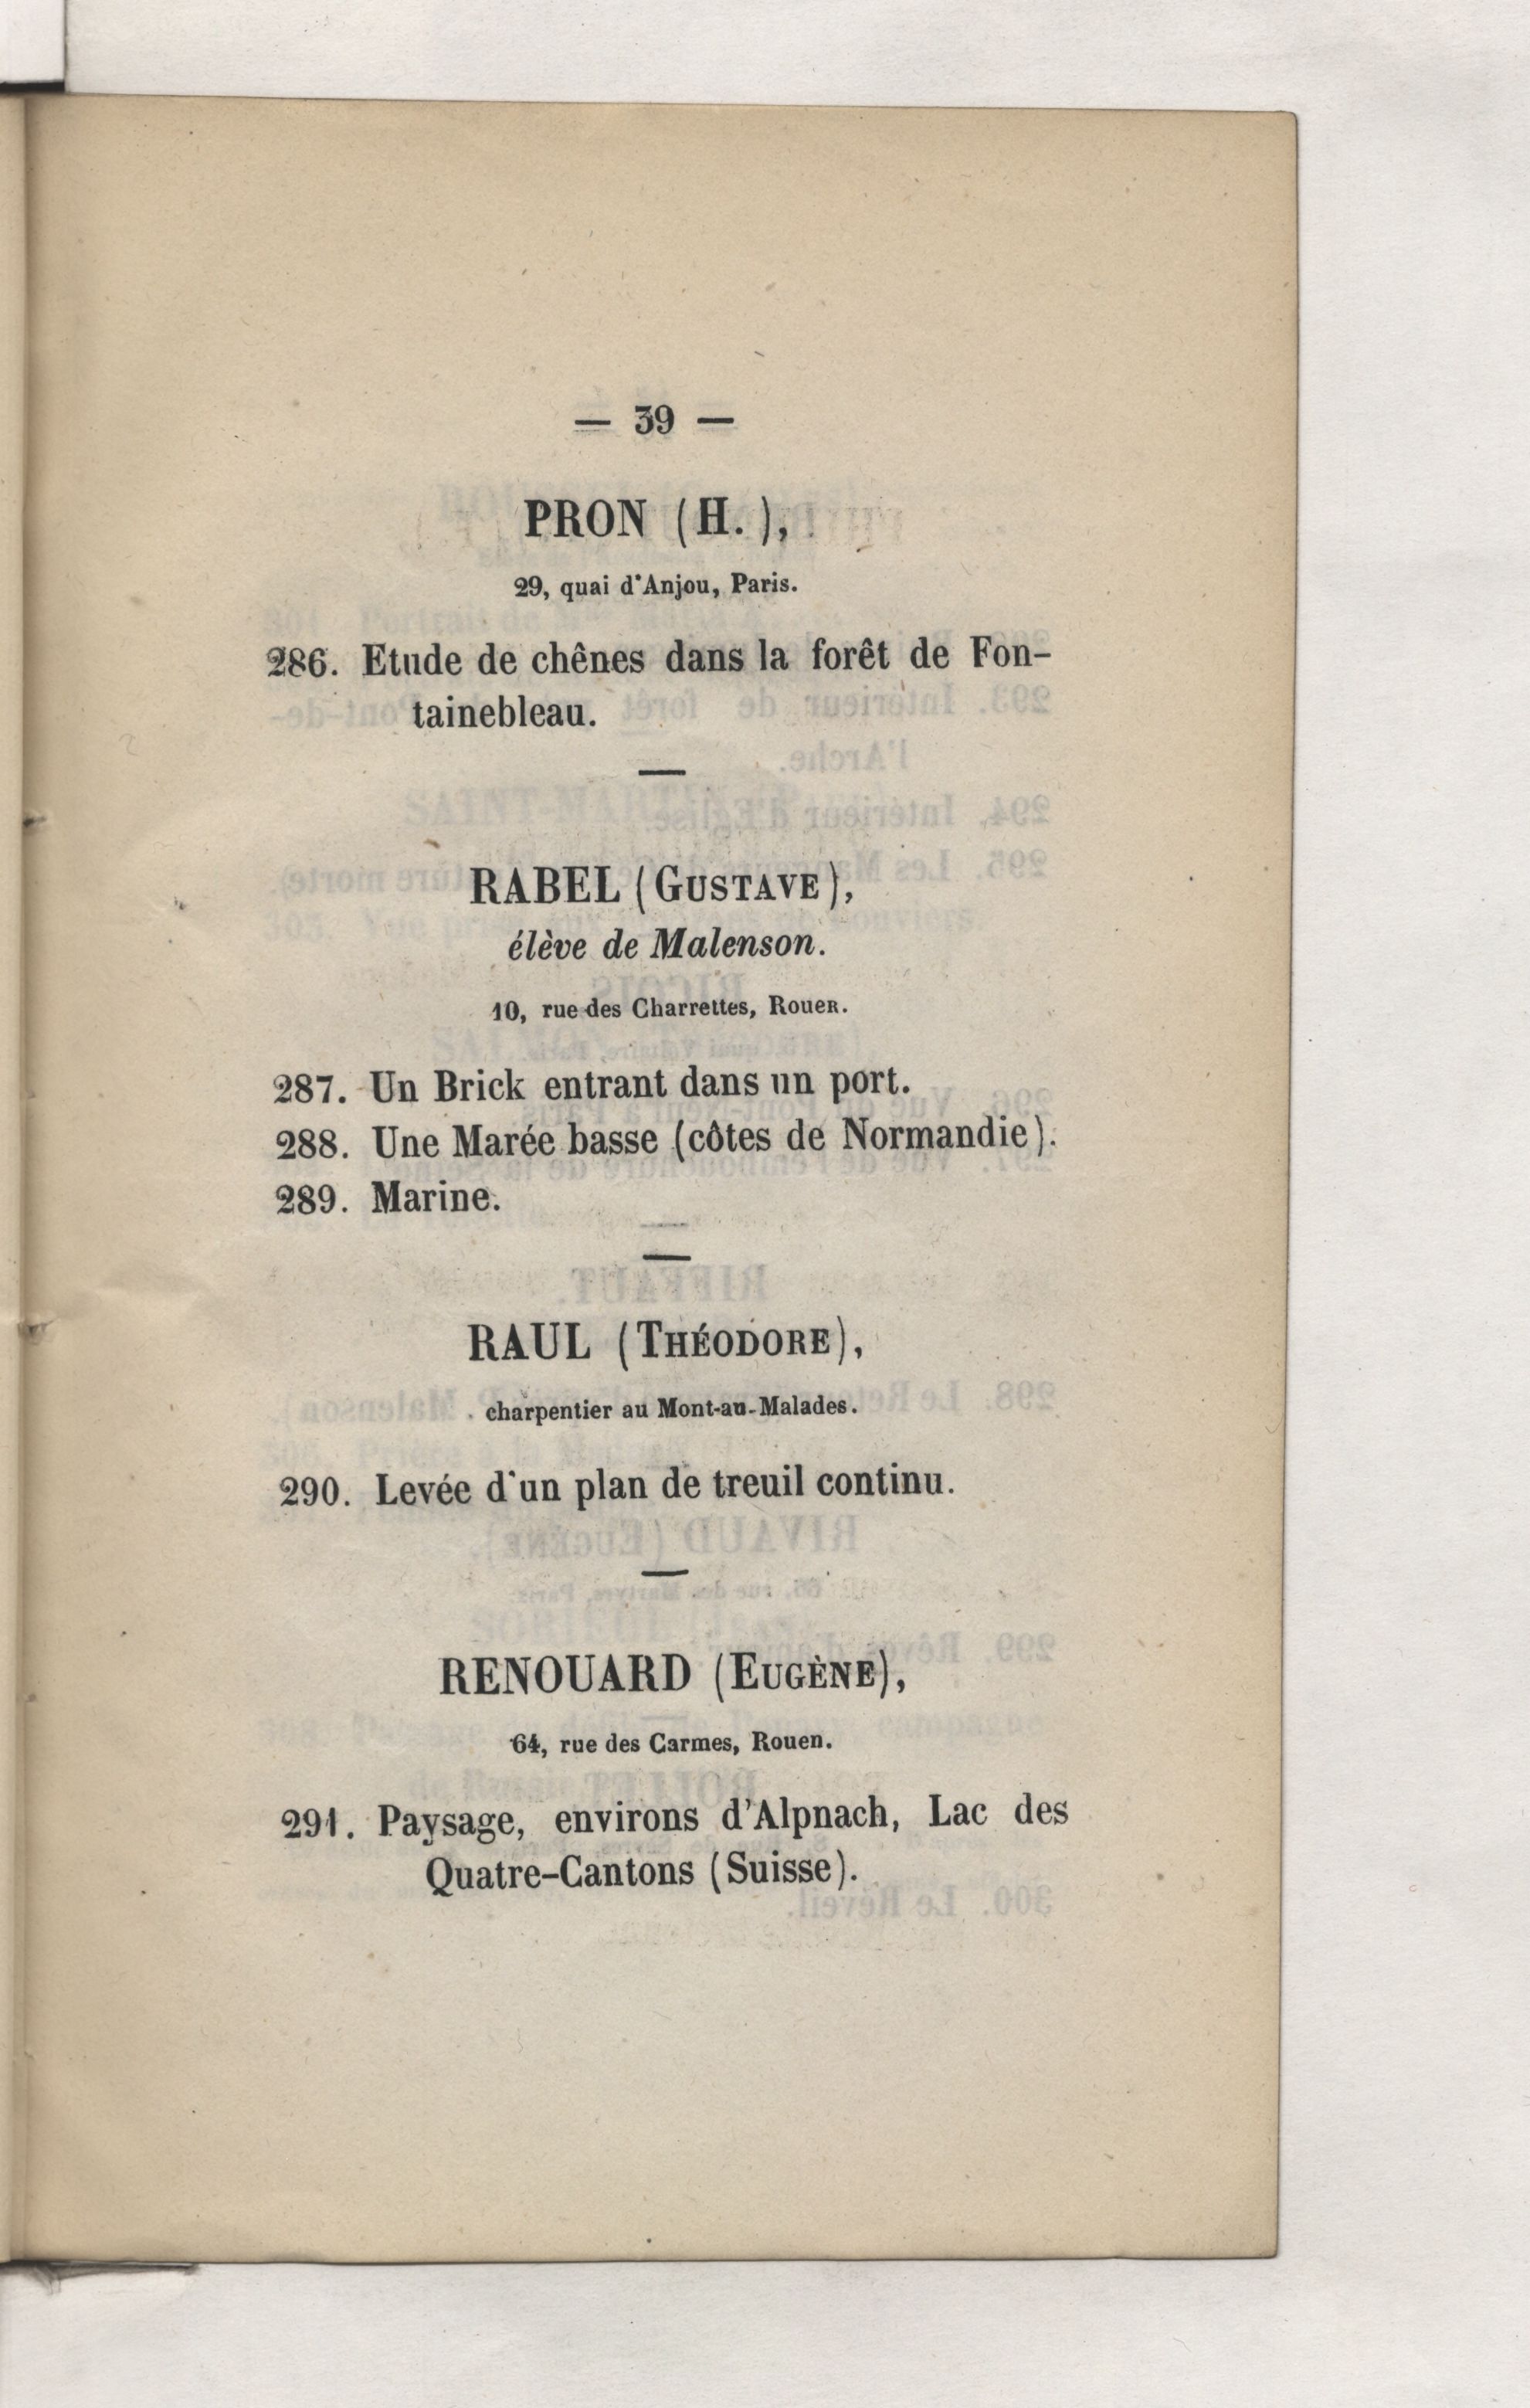 — 39 —
PRON (H.),
29, quai d'Anjou, Paris.
286. Etude de chênes dans la forêt de Fon-
tainebleau.
RABEL (GUSTAVE),
élève de Malenson.
10, rue des Charrettes, Rouen.
287. Un Brick entrant dans un port.
288. Une Marée basse (côtes de Normandie).
289. Marine.
RAUL (THÉODORE),
charpentier au Mont-au-Malades.
290. Levée d'un plan de treuil continu.
RENOUARD (EUGÈNE),
64, rue des Carmes, Rouen.
291. Paysage, environs d'Alpnach, Lac des
Quatre-Cantons (Suisse).